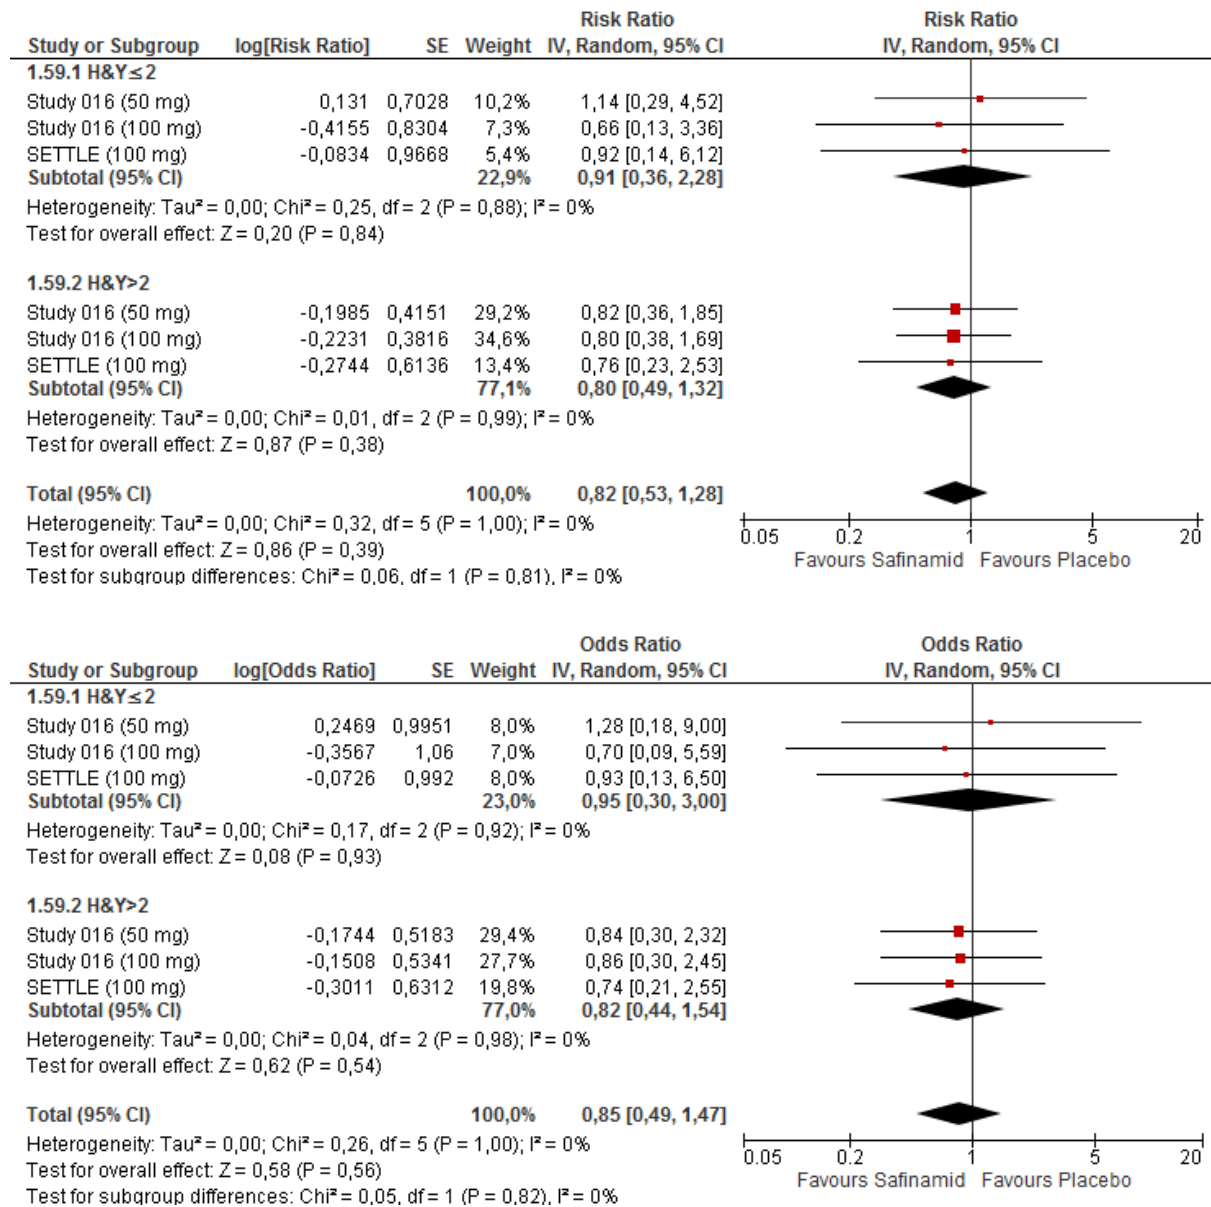 Risk Ratio Risk Ratio
Study or Subgroup log[Risk Ratio] SE Weight IV, Random, 95% CI IV, Random, 95% CI
1.59.1 H&Y≤2
Study 016 (50 mg) 0,131 0,7028 10,2% 1,14 [0,29, 4,52]
Study 016 (100 mg) -0,4155 0,8304 7,3% 0,66 [0,13, 3,36]
SETTLE (100 mg) -0,0834 0,9668 5,4% 0,92 [0,14, 6,12]
Subtotal (95% CI) 22,9% 0,91 [0,36, 2,28]
Heterogeneity: Tau² = 0,00; Chi² = 0,25, df = 2 (P = 0,88); I² = 0%
Test for overall effect: Z = 0,20 (P = 0,84)
1.59.2 H&Y>2
Study 016 (50 mg) -0,1985 0,4151 29,2% 0,82 [0,36, 1,85]
Study 016 (100 mg) -0,2231 0,3816 34,6% 0,80 [0,38, 1,69]
SETTLE (100 mg) -0,2744 0,6136 13,4% 0,76 [0,23, 2,53]
Subtotal (95% CI) 77,1% 0,80 [0,49, 1,32]
Heterogeneity: Tau² = 0,00; Chi² = 0,01, df = 2 (P = 0,99); I² = 0%
Test for overall effect: Z = 0,87 (P = 0,38)
Total (95% CI) 100,0% 0,82 [0,53, 1,28]
Heterogeneity: Tau² = 0,00; Chi² = 0,32, df = 5 (P = 1,00); I² = 0%
Test for overall effect: Z = 0,86 (P = 0,39)
Test for subgroup differences: Chi² = 0,06, df = 1 (P = 0,81), I² = 0%
0.05 0.2 1 5 20
Favours Safinamid Favours Placebo
Odds Ratio Odds Ratio
Study or Subgroup log[Odds Ratio] SE Weight IV, Random, 95% CI IV, Random, 95% CI
1.59.1 H&Y≤2
Study 016 (50 mg) 0,2469 0,9951 8,0% 1,28 [0,18, 9,00]
Study 016 (100 mg) -0,3567 1,06 7,0% 0,70 [0,09, 5,59]
SETTLE (100 mg) -0,0726 0,992 8,0% 0,93 [0,13, 6,50]
Subtotal (95% CI) 23,0% 0,95 [0,30, 3,00]
Heterogeneity: Tau² = 0,00; Chi² = 0,17, df = 2 (P = 0,92); I² = 0%
Test for overall effect: Z = 0,08 (P = 0,93)
1.59.2 H&Y>2
Study 016 (50 mg) -0,1744 0,5183 29,4% 0,84 [0,30, 2,32]
Study 016 (100 mg) -0,1508 0,5341 27,7% 0,86 [0,30, 2,45]
SETTLE (100 mg) -0,3011 0,6312 19,8% 0,74 [0,21, 2,55]
Subtotal (95% CI) 77,0% 0,82 [0,44, 1,54]
Heterogeneity: Tau² = 0,00; Chi² = 0,04, df = 2 (P = 0,98); I² = 0%
Test for overall effect: Z = 0,62 (P = 0,54)
Total (95% CI) 100,0% 0,85 [0,49, 1,47]
Heterogeneity: Tau² = 0,00; Chi² = 0,26, df = 5 (P = 1,00); I² = 0%
Test for overall effect: Z = 0,58 (P = 0,56)
Test for subgroup differences: Chi² = 0,05, df = 1 (P = 0,82), I² = 0%
0.05 0.2 1 5 20
Favours Safinamid Favours Placebo